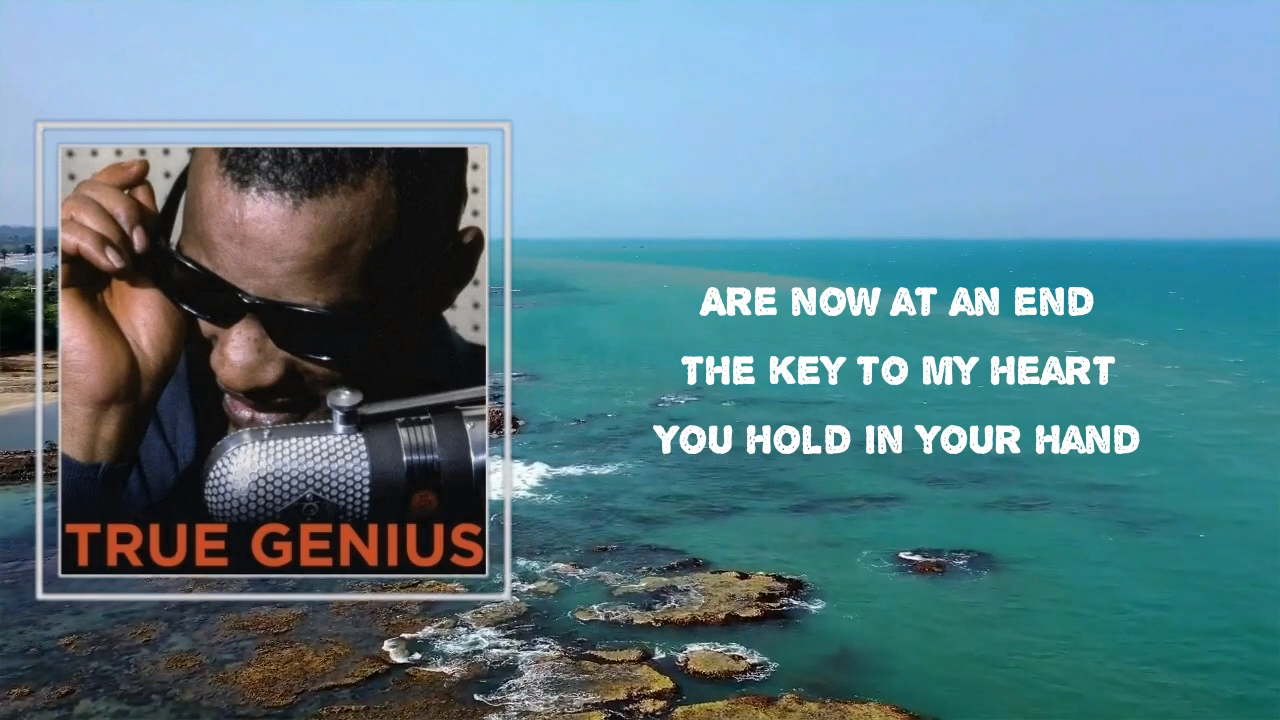 TRUE GENIUS
ARE NOW AT AN END
THE KEY TO MY HEART
YOU HOLD IN YOUR HAND